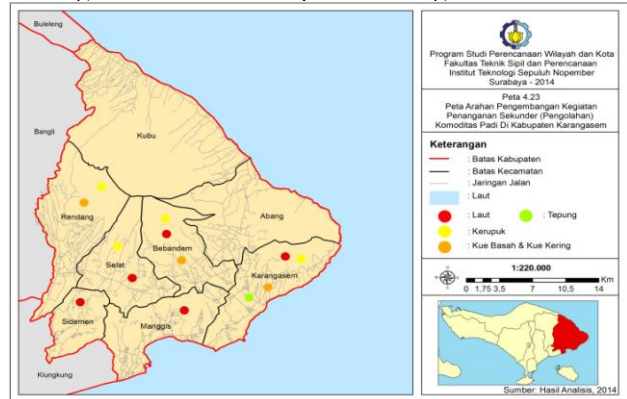 Buleleng
Bangli
Kubu
Rendang
Abang
Bebandem
Selat
Karangasem
Sidemen
Manggis
Klungkung
Program Studi Perencanaan Wilayah dan Kota
Fakultas Teknik Sipil dan Perencanaan
Institut Teknologi Sepuluh Nopember
Surabaya - 2014
Peta 4.23
Peta Arahan Pengembangan Kegiatan
Penanganan Sekunder (Pengolahan)
Komoditas Padi Di Kabupaten Karangasem
Keterangan
: Batas Kabupaten
: Batas Kecamatan
: Jaringan Jalan
: Laut
: Laut : Tepung
: Kerupuk
: Kue Basah & Kue Kering
1:220.000
Km
0 1,75 3,5 7 10,5 14
Sumber: Hasil Analisis, 2014